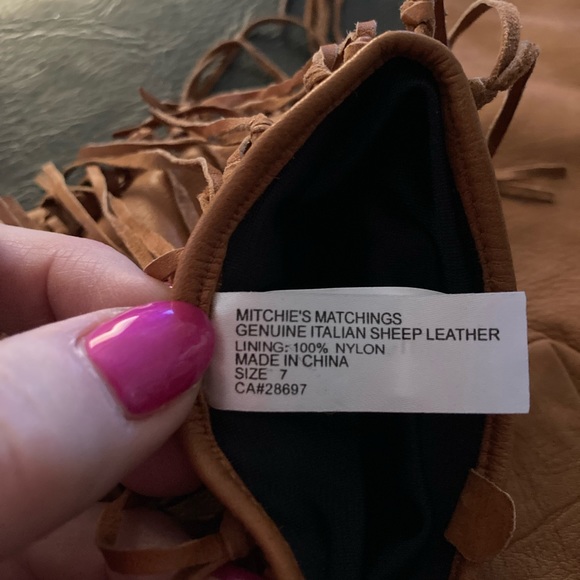 MITCHIE'S MATCHINGS
GENUINE ITALIAN SHEEP LEATHER
LINING: 100% NYLON
MADE IN CHINA
SIZE 7
CA#28697